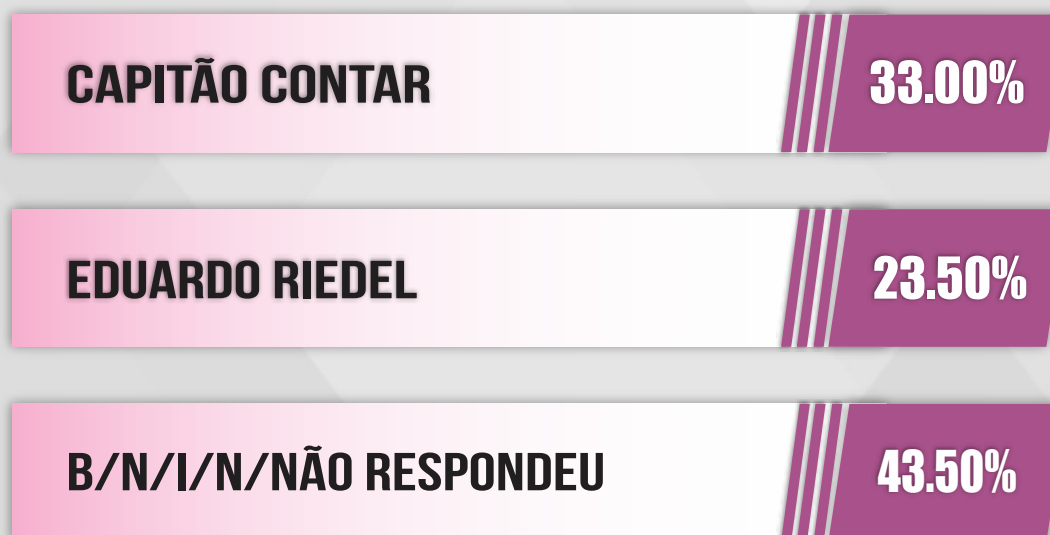 CAPITÃO CONTAR 33.00%
EDUARDO RIEDEL 23.50%
B/N/I/N/NÃO RESPONDEU 43.50%